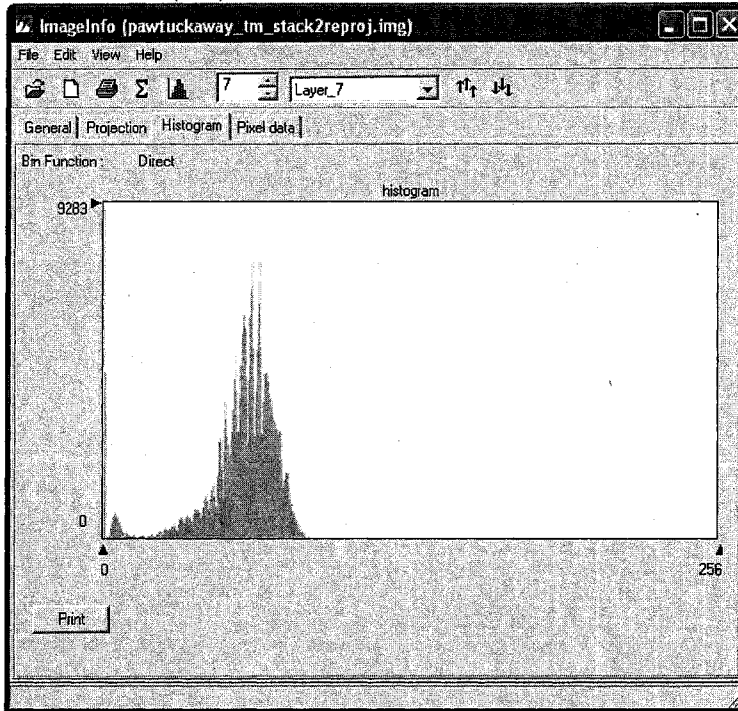 ImageInfo (pawtuckaway_tm_stack2reproj.img)
File Edit View Help
Σ 7 Layer_7
General Projection Histogram Pixel data
Bin Function : Direct
histogram
9283
0
0 256
Print